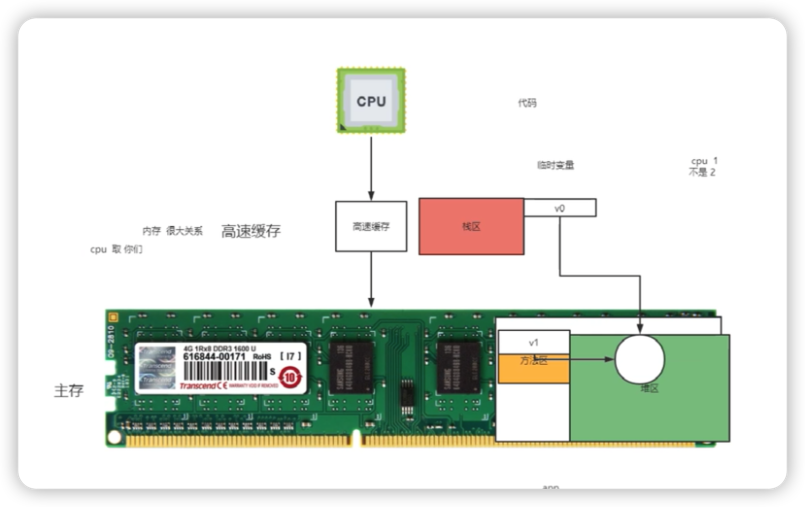 CPU
代码
临时变量
cpu 1
不是 2
v0
高速缓存
栈区
内存 很大关系
高速缓存
cpu 取 你们
4G 1Rx8 DDR3 1600 U
616844-00171 RoHS [ I7 ]
S
10
Transcend CE
v1
方法区
堆区
主存